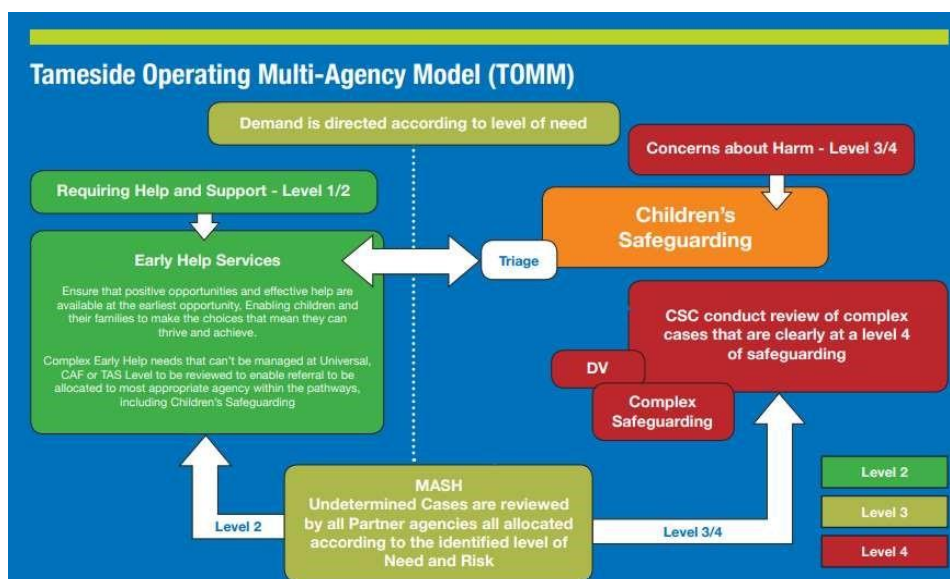 Tameside Operating Multi-Agency Model (TOMM)
Demand is directed according to level of need
Concerns about Harm - Level 3/4
Requiring Help and Support - Level 1/2
Children's
Safeguarding
Early Help Services
Triage
Ensure that positive opportunities and effective help are
available at the earliest opportunity, Enabling children and
their families to make the choices that mean they can
thrive and achieve.
Complex Early Help needs that can't be managed at Universal,
CAF or TAS Level to be reviewed to enable referral to be
allocated to most appropriate agency within the pathways,
including Children's Safeguarding
CSC conduct review of complex
cases that are clearly at a level 4
of safeguarding
DV
Complex
Safeguarding
MASH
Undetermined Cases are reviewed
by all Partner agencies all allocated
according to the identified level of
Need and Risk
Level 2
Level 3/4
Level 2
Level 3
Level 4